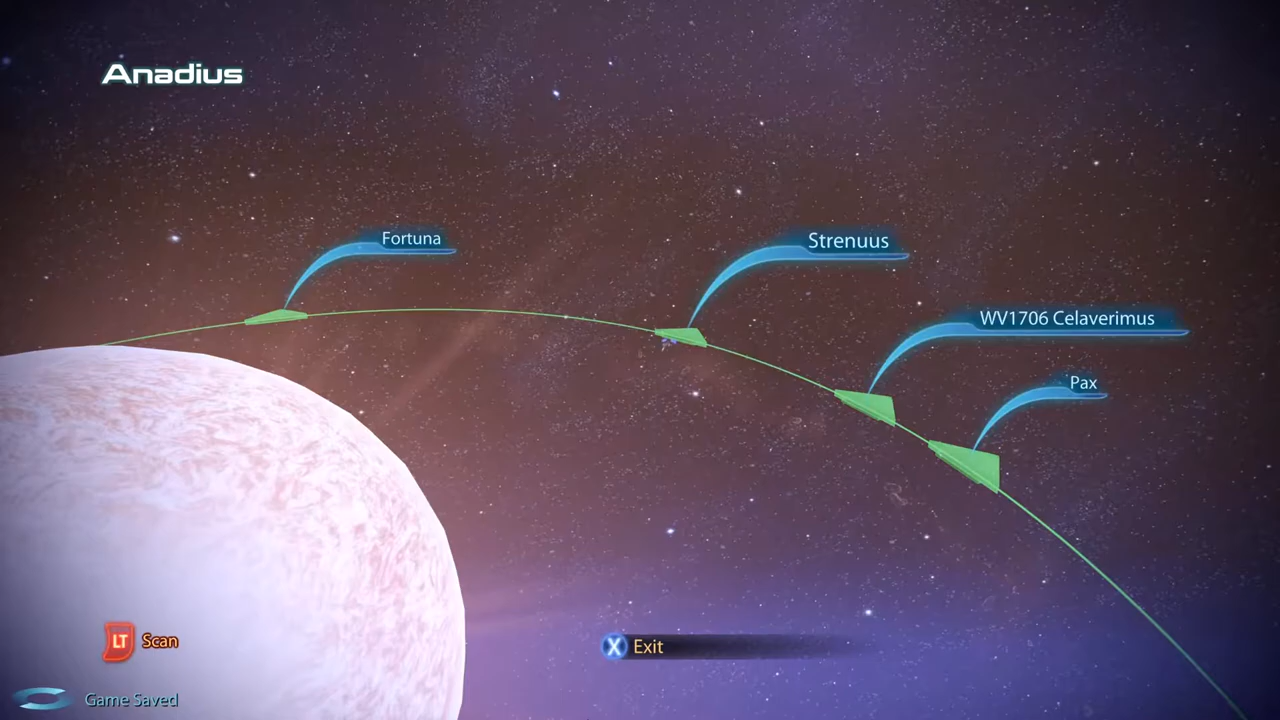 Anadius
Fortuna
Strenuus
WV1706 Celaverimus
Pax
LT Scan
X Exit
Game Saved